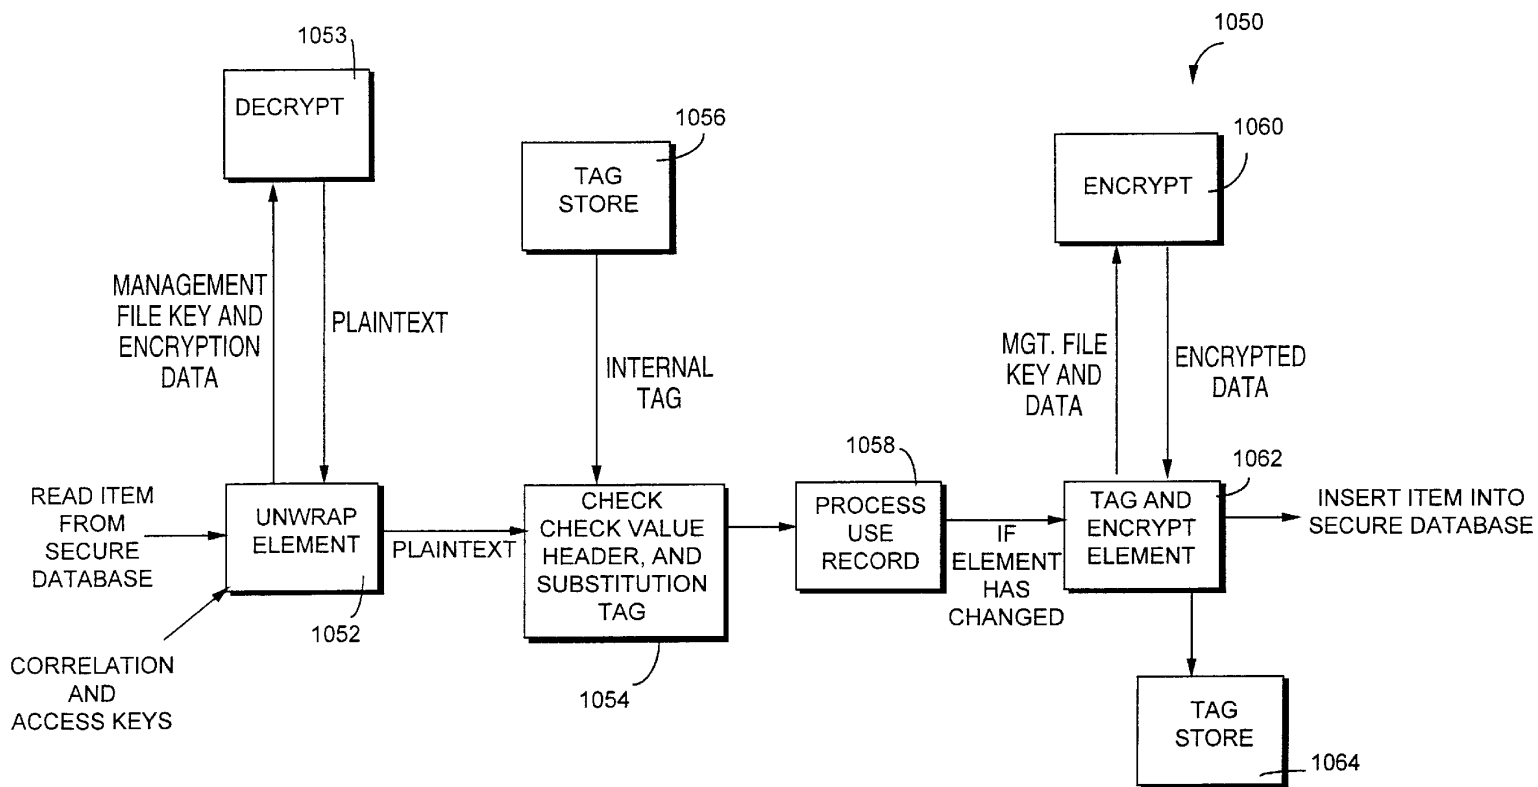 1053
1050
DECRYPT
1056
1060
TAG
STORE
ENCRYPT
MANAGEMENT
FILE KEY AND
ENCRYPTION
DATA
PLAINTEXT
INTERNAL
TAG
MGT. FILE
KEY AND
DATA
ENCRYPTED
DATA
READ ITEM
FROM
SECURE
DATABASE
UNWRAP
ELEMENT
1052
CORRELATION
AND
ACCESS KEYS
PLAINTEXT
CHECK
CHECK VALUE
HEADER, AND
SUBSTITUTION
TAG
1054
1058
PROCESS
USE
RECORD
IF
ELEMENT
HAS
CHANGED
1062
TAG AND
ENCRYPT
ELEMENT
INSERT ITEM INTO
SECURE DATABASE
TAG
STORE
1064